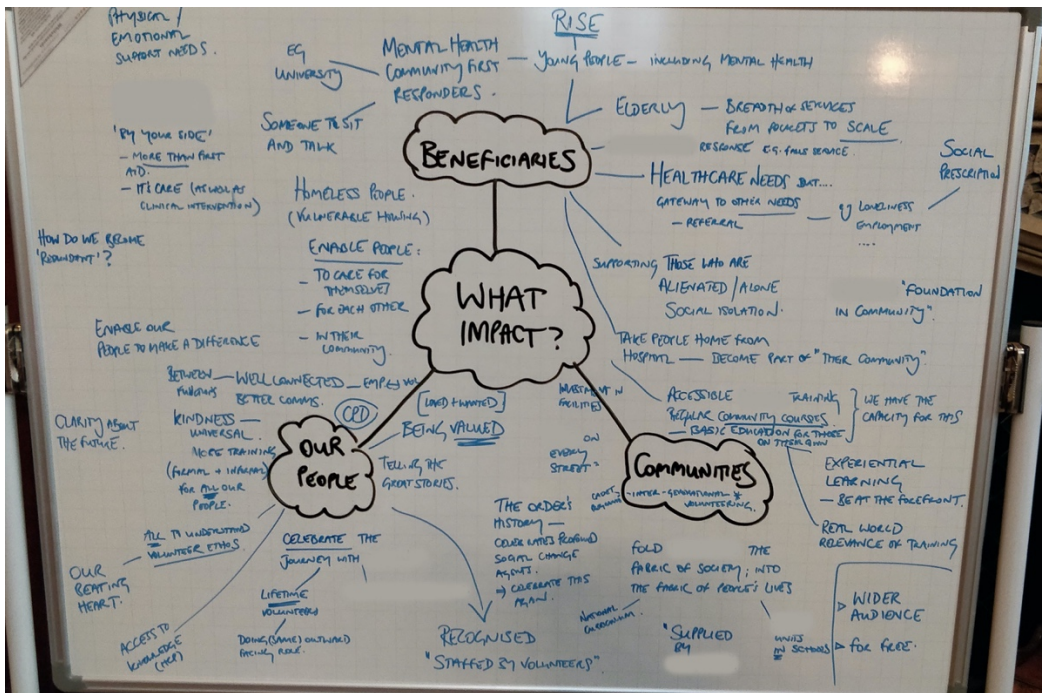 PHYSICAL /
EMOTIONAL
SUPPORT NEEDS.
'BY YOUR SIDE'
- MORE THAN FIRST
AID.
- IT'S CARE (AS WELL AS
CLINICAL INTERVENTION)
HOW DO WE BECOME
'REDUNDANT'?
EG
UNIVERSITY
MENTAL HEALTH
COMMUNITY FIRST
RESPONDERS.
SOMEONE TO SIT
AND TALK
RISE
YOUNG PEOPLE - INCLUDING MENTAL HEALTH
ELDERLY - BREADTH OF SERVICES
FROM POCKETS TO SCALE
RESPONSE E.G. FALLS SERVICE.
BENEFICIARIES
HEALTHCARE NEEDS BUT....
GATEWAY TO OTHER NEEDS
- REFERRAL
eg LONELINESS
EMPLOYMENT
....
SOCIAL
PRESCRIPTION
HOMELESS PEOPLE.
(VULNERABLE HOUSING)
ENABLE PEOPLE:
- TO CARE FOR
THEMSELVES
- FOR EACH OTHER
- IN THEIR
COMMUNITY.
WHAT
IMPACT?
SUPPORTING THOSE WHO ARE
ALIENATED/ALONE
SOCIAL ISOLATION.
"FOUNDATION
IN COMMUNITY".
TAKE PEOPLE HOME FROM
HOSPITAL - BECOME PART OF "THEIR COMMUNITY"
ENABLE OUR
PEOPLE TO MAKE A DIFFERENCE
BETWEEN
WELL CONNECTED - EMP ↔ VOL
BETTER COMMS.
CLARITY ABOUT
THE FUTURE.
KINDNESS -
UNIVERSAL.
MORE TRAINING
(FORMAL + INFORMAL)
FOR ALL OUR
PEOPLE.
CPD
[LOVED + WANTED]
BEING VALUED
OUR
PEOPLE
TELLING THE
GREAT STORIES.
INVESTMENT IN
FACILITIES
ACCESSIBLE
TRAINING
REGULAR COMMUNITY COURSES
- BASIC EDUCATION FOR THOSE
ON THEIR OWN
WE HAVE THE
CAPACITY FOR THIS
"ON
EVERY
STREET"
COMMUNITIES
CADET
- INTER-GENERATIONAL *
VOLUNTEERING.
EXPERIENTIAL
LEARNING
- BE AT THE FOREFRONT.
REAL WORLD
RELEVANCE OF TRAINING
ALL TO UNDERSTAND
VOLUNTEER ETHOS
OUR
BEATING
HEART.
ACCESS TO
KNOWLEDGE
(HCP)
CELEBRATE THE
JOURNEY WITH
LIFETIME
VOLUNTEERS
DOING (SAME) OUTWARD
FACING ROLE.
THE ORDER'S
HISTORY -
CELEBRATES PROFOUND
SOCIAL CHANGE
AGENTS.
⇒ CELEBRATE THIS
AGAIN.
RECOGNISED
"STAFFED BY VOLUNTEERS".
FOLD THE
FABRIC OF SOCIETY; INTO
THE FABRIC OF PEOPLE'S LIVES
NATIONAL
CURRICULUM.
"SUPPLIED
BY
UNITS
IN SCHOOLS
WIDER
AUDIENCE
FOR FREE.